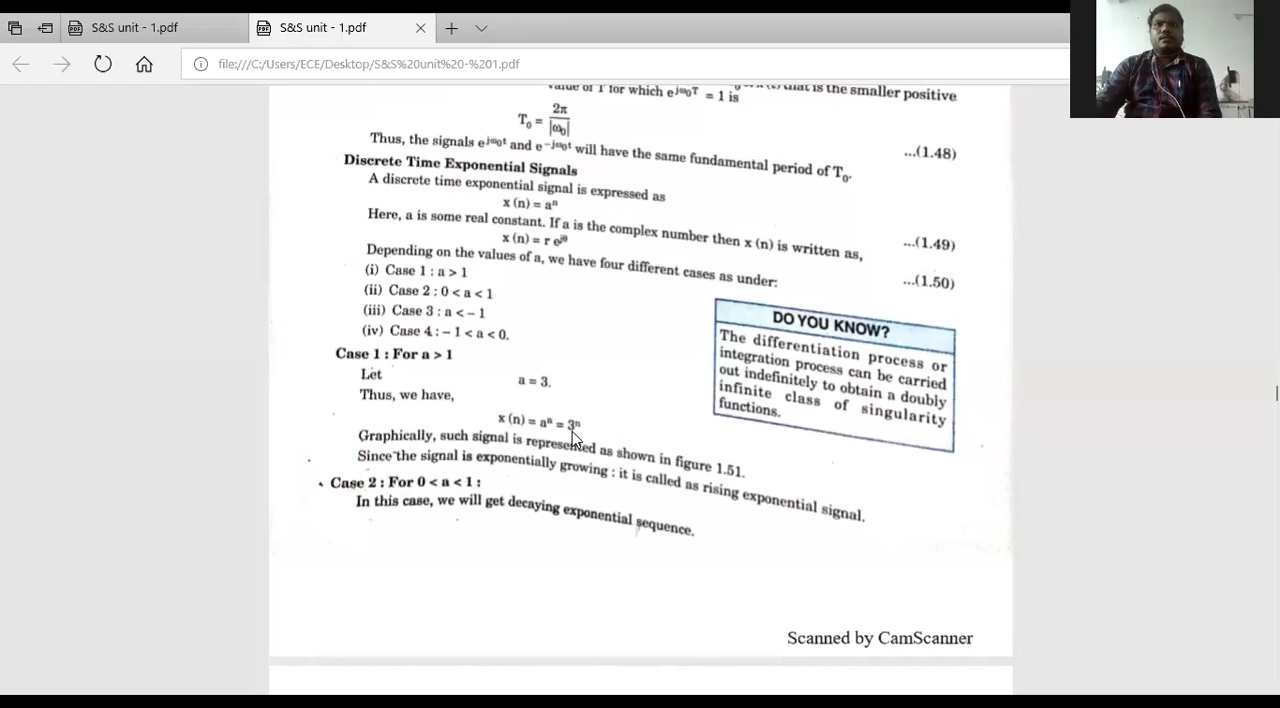 S&S unit - 1.pdf
S&S unit - 1.pdf
file:///C:/Users/ECE/Desktop/S&S%20unit%20-%201.pdf
value of T for which e^jω₀T = 1 is that is the smaller positive
T₀ = 2π / |ω₀|
...(1.48)
Thus, the signals e^jω₀t and e^-jω₀t will have the same fundamental period of T₀.
Discrete Time Exponential Signals
A discrete time exponential signal is expressed as
x (n) = aⁿ
...(1.49)
Here, a is some real constant. If a is the complex number then x (n) is written as,
x (n) = r e^jθ
...(1.50)
Depending on the values of a, we have four different cases as under:
(i) Case 1 : a > 1
(ii) Case 2 : 0 < a < 1
(iii) Case 3 : a < - 1
(iv) Case 4 : - 1 < a < 0.
DO YOU KNOW?
The differentiation process or
integration process can be carried
out indefinitely to obtain a doubly
infinite class of singularity
functions.
Case 1 : For a > 1
Let
a = 3.
Thus, we have,
x (n) = aⁿ = 3ⁿ
Graphically, such signal is represented as shown in figure 1.51.
Since the signal is exponentially growing : it is called as rising exponential signal.
Case 2 : For 0 < a < 1 :
In this case, we will get decaying exponential sequence.
Scanned by CamScanner